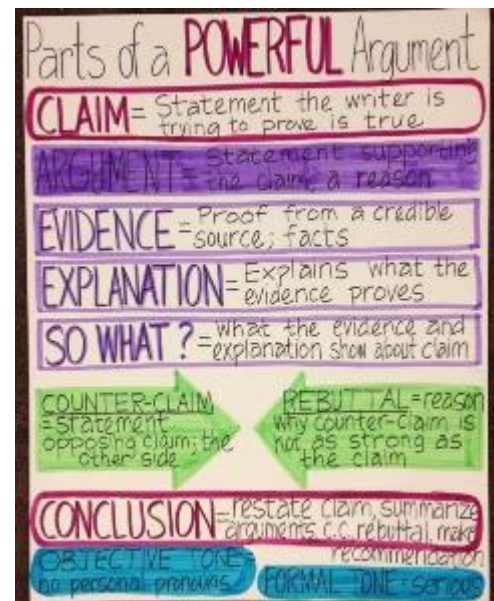 Parts of a POWERFUL Argument
CLAIM = Statement the writer is
trying to prove is true
ARGUMENT = Statement supporting
the claim; a reason
EVIDENCE = Proof from a credible
source; facts
EXPLANATION = Explains what the
evidence proves
SO WHAT? = What the evidence and
explanation show about claim
COUNTER-CLAIM
= statement
opposing claim; the
other side
REBUTTAL = reason
why counter-claim is
not as strong as
the claim
CONCLUSION = restate claim, summarize
arguments, c.c. rebuttal, make
recommendation
OBJECTIVE TONE =
no personal pronouns
FORMAL TONE = serious